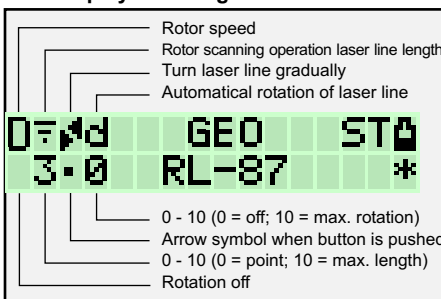 Rotor speed
Rotor scanning operation laser line length
Turn laser line gradually
Automatical rotation of laser line
GEO ST
3·0 RL-87 *
0 - 10 (0 = off; 10 = max. rotation)
Arrow symbol when button is pushed
0 - 10 (0 = point; 10 = max. length)
Rotation off